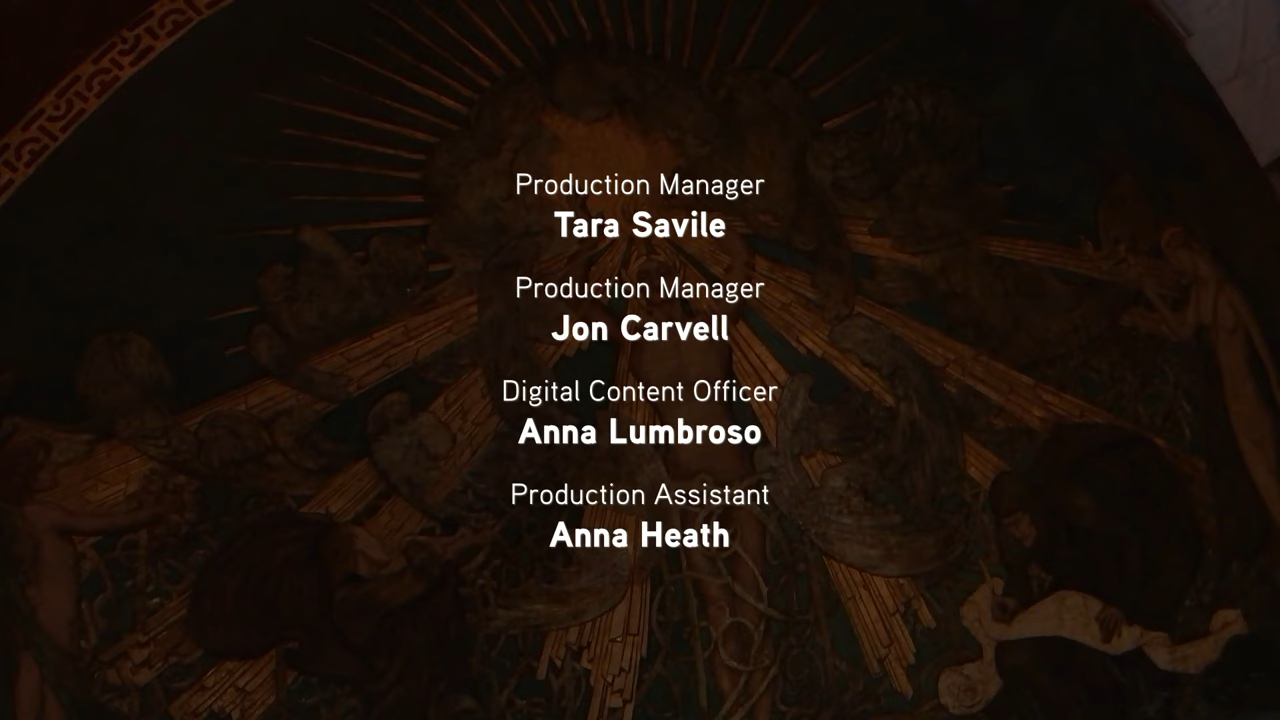 Production Manager
Tara Savile
Production Manager
Jon Carvell
Digital Content Officer
Anna Lumbroso
Production Assistant
Anna Heath